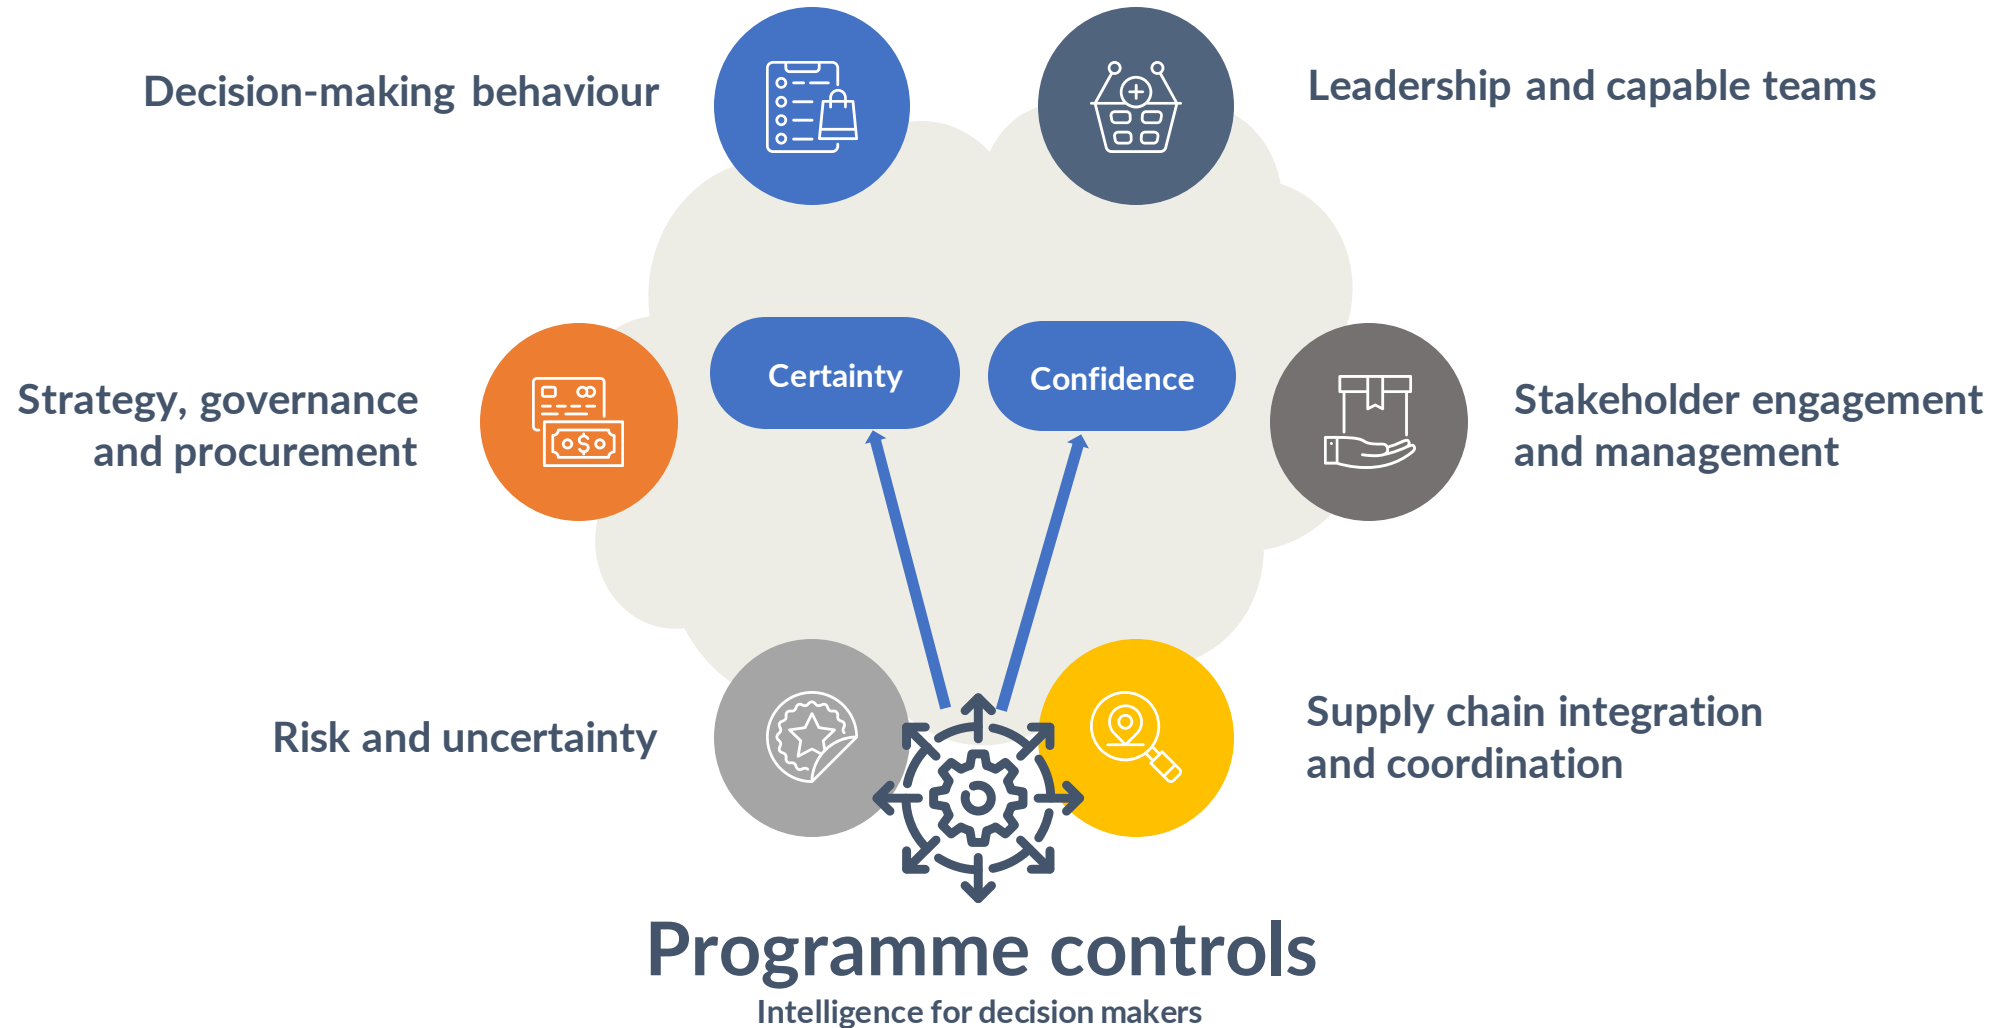 Decision-making behaviour
Leadership and capable teams
Strategy, governance
and procurement
Certainty
Confidence
Stakeholder engagement
and management
Risk and uncertainty
Supply chain integration
and coordination
Programme controls
Intelligence for decision makers